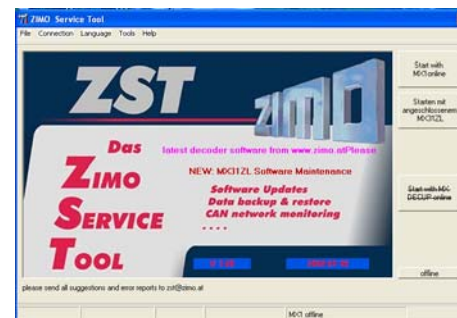 ZIMO Service Tool
File Connection Language Tools Help
ZST
ZIMO
Das
ZIMO
SERVICE
TOOL
latest decoder software from www.zimo.atPlease
NEW: MX31ZL Software Maintenance
Software Updates
Data backup & restore
CAN network monitoring
. . . .
Start with
MX1online
Starten mit
angeschlossenem
MX31ZL
Start with MX-
DECUP online
offline
please send all suggestions and error reports to zst@zimo.at
MX1 offline